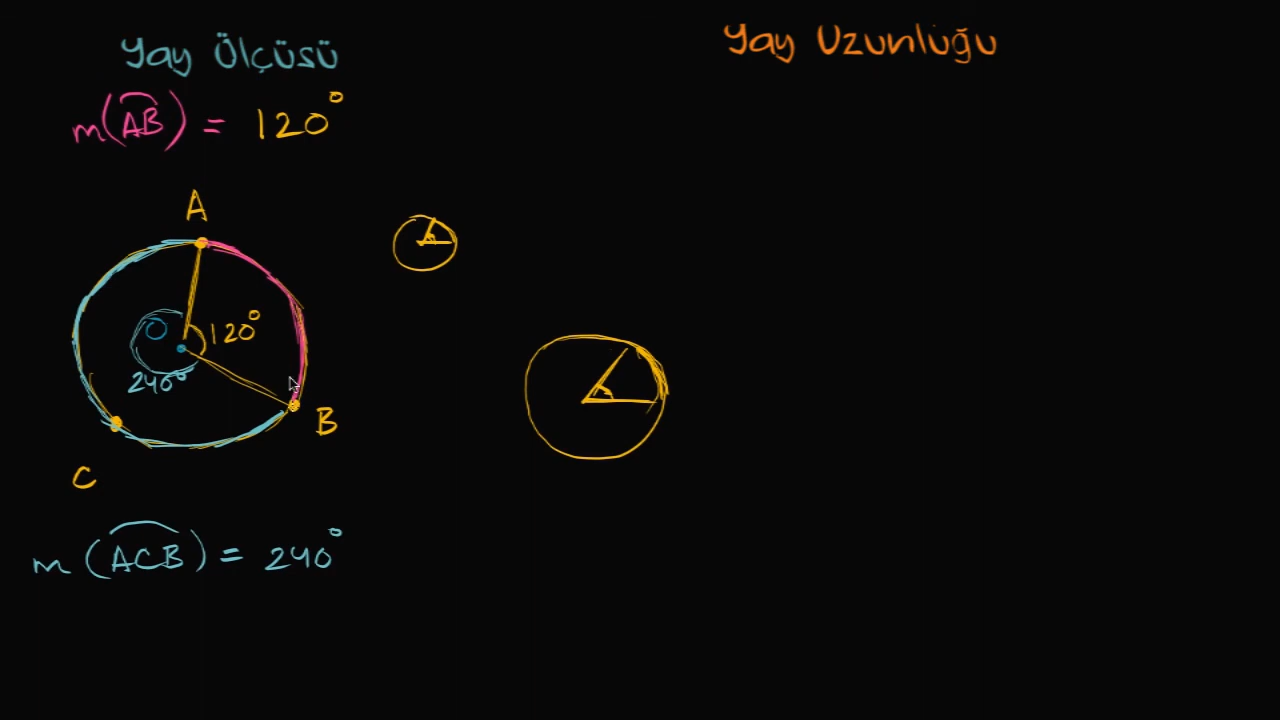 Yay Ölçüsü
Yay Uzunluğu
m(AB) = 120°
A
O
120°
240°
B
C
m(ACB) = 240°